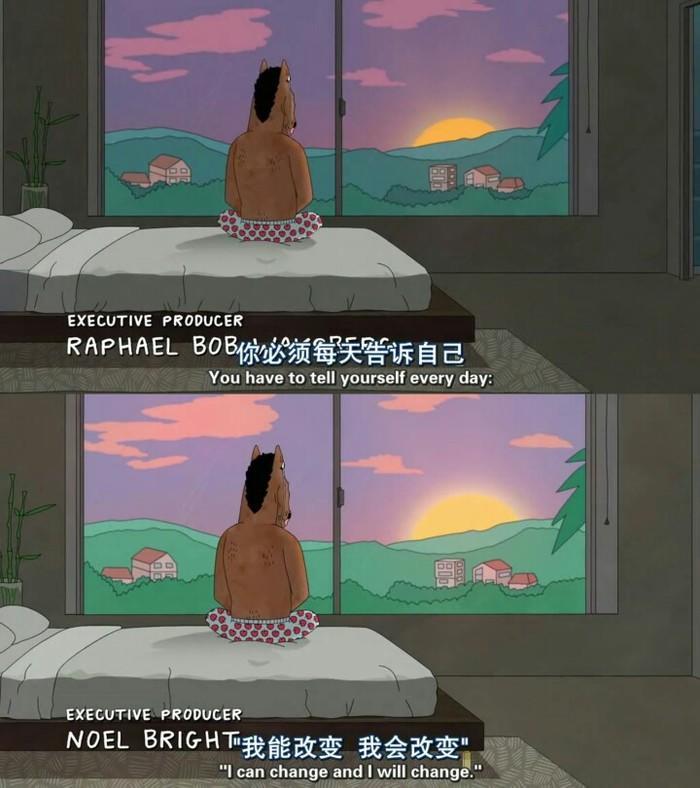 EXECUTIVE PRODUCER
RAPHAEL BOB
你必须每天告诉自己
You have to tell yourself every day:
EXECUTIVE PRODUCER
NOEL BRIGHT
"我能改变 我会改变"
"I can change and I will change."